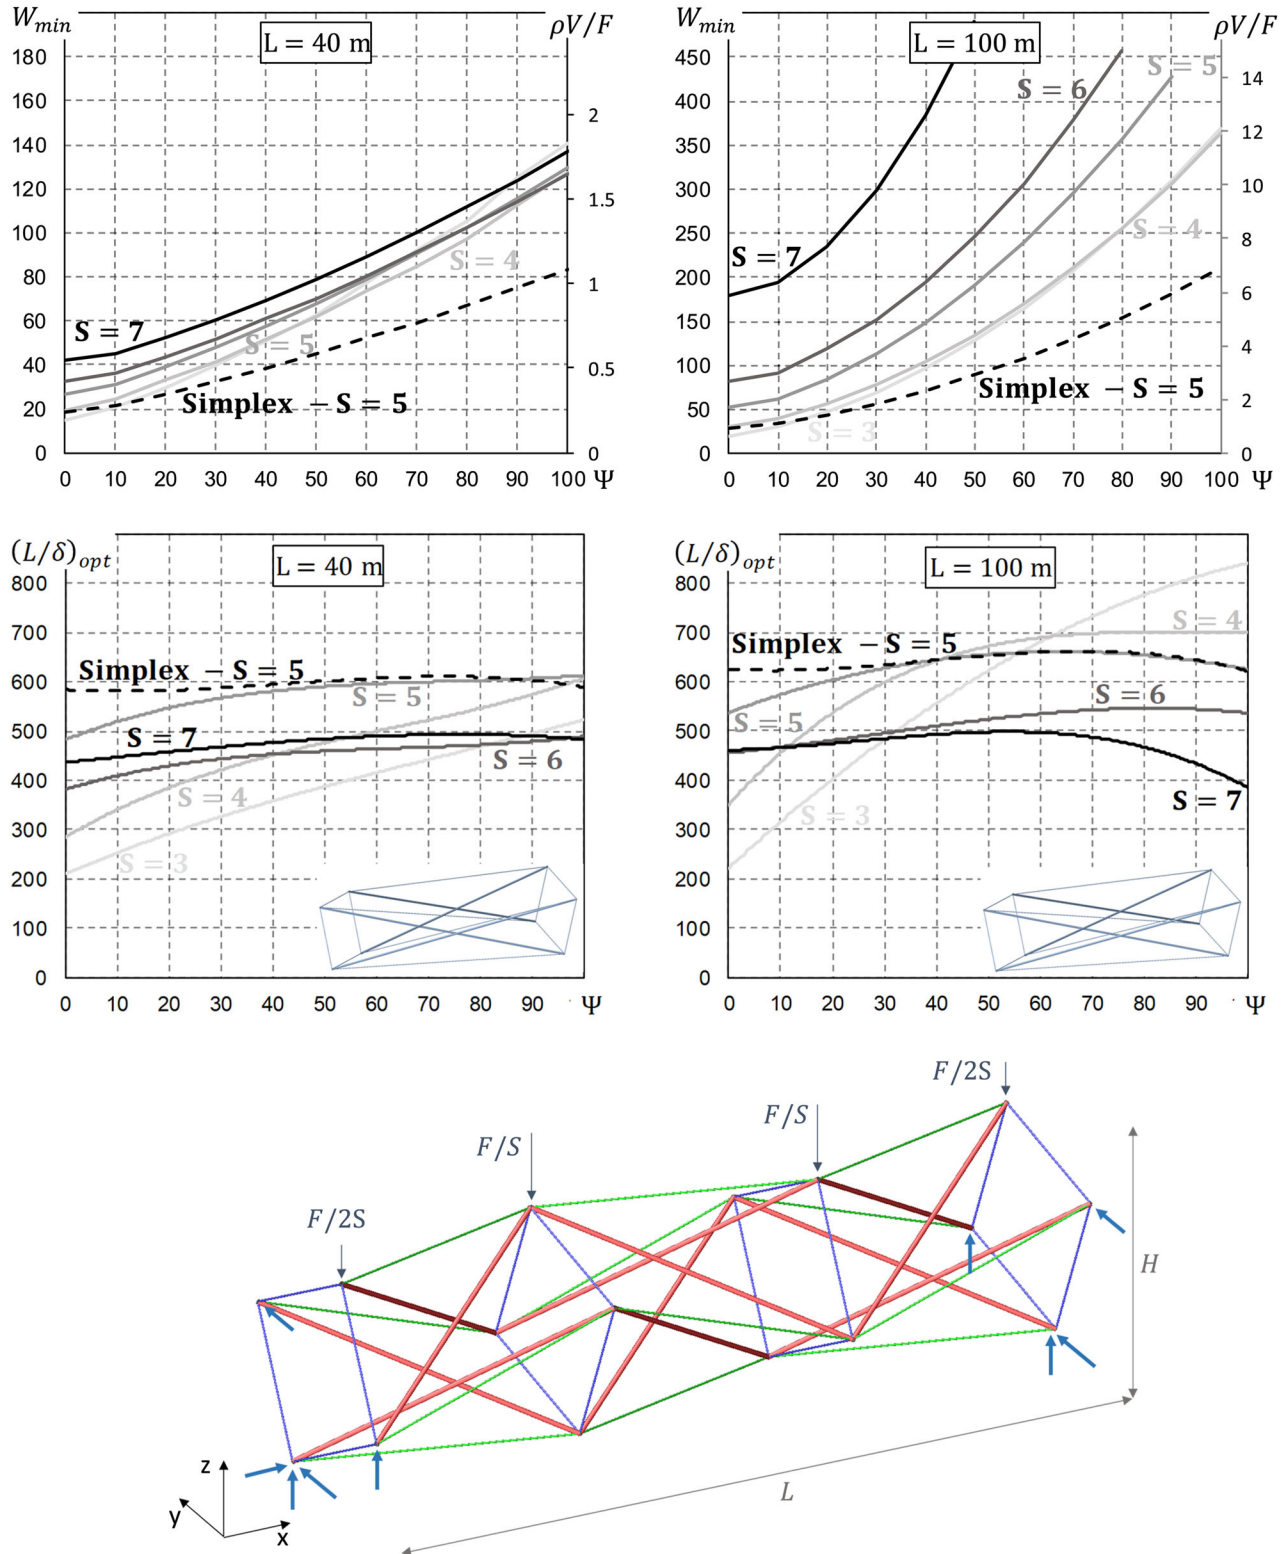 W_min
L = 40 m
ρV/F
180
160
140
120
100
80
60
40
20
0
2
1.5
1
0.5
0
S = 4
S = 7
S = 5
Simplex − S = 5
0 10 20 30 40 50 60 70 80 90 100 Ψ
W_min
L = 100 m
ρV/F
450
400
350
300
250
200
150
100
50
0
14
12
10
8
6
4
2
0
S = 5
S = 6
S = 4
S = 7
Simplex − S = 5
S = 3
0 10 20 30 40 50 60 70 80 90 100 Ψ
(L/δ)_opt
L = 40 m
800
700
600
500
400
300
200
100
0
Simplex − S = 5
S = 5
S = 7
S = 6
S = 4
S = 3
0 10 20 30 40 50 60 70 80 90 Ψ
(L/δ)_opt
L = 100 m
800
700
600
500
400
300
200
100
0
S = 4
Simplex − S = 5
S = 6
S = 5
S = 7
S = 3
0 10 20 30 40 50 60 70 80 90 Ψ
F/2S
F/S
F/S
F/2S
H
L
z
y
x